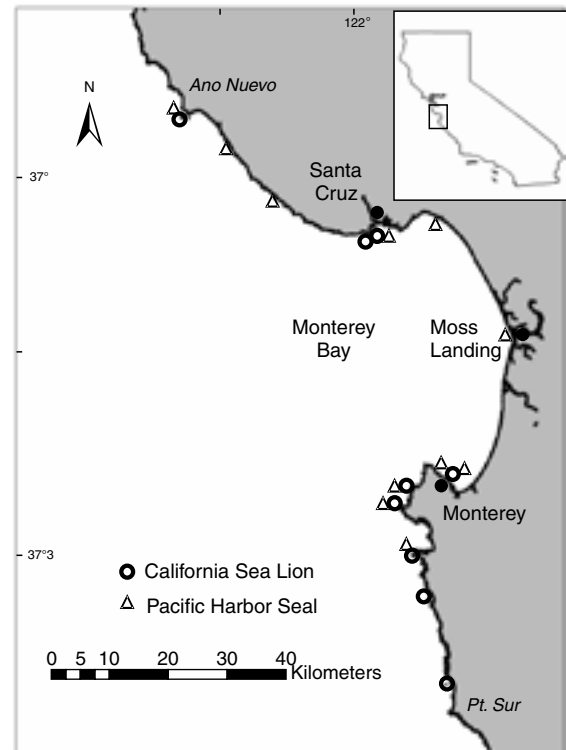 122°
Ano Nuevo
N
37°
Santa
Cruz
Monterey
Bay
Moss
Landing
Monterey
37°3
California Sea Lion
Pacific Harbor Seal
0 5 10 20 30 40
Kilometers
Pt. Sur